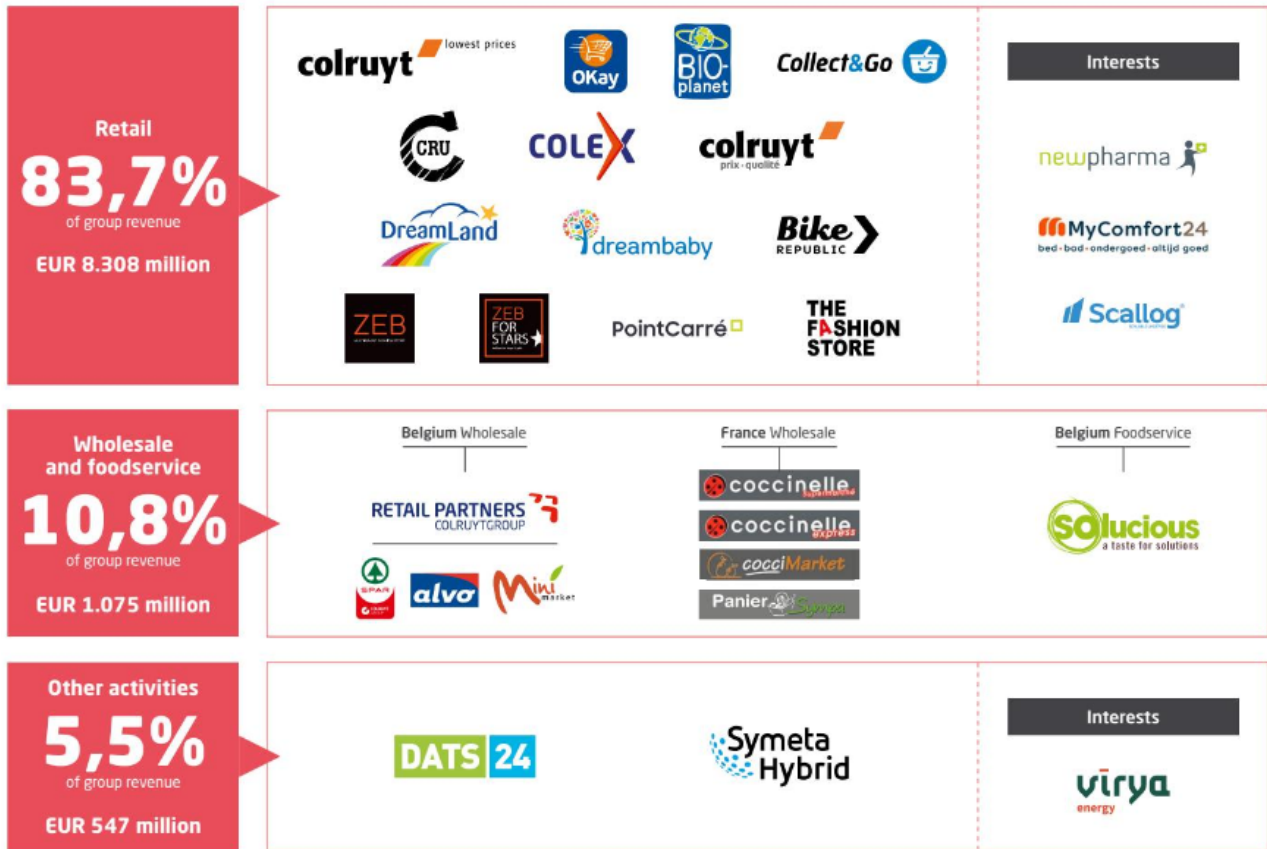 Retail
83,7%
of group revenue
EUR 8.308 million
colruyt lowest prices
OKay
BIO-
planet
Collect&Go
CRU
COLEX
colruyt
prix-qualité
DreamLand
dreambaby
Bike
REPUBLIC
ZEB
ZEB
FOR
STARS
PointCarré
THE
FASHION
STORE
Interests
newpharma
MyComfort24
bed-bad-ondergoed-altijd goed
Scallog
Wholesale
and foodservice
10,8%
of group revenue
EUR 1.075 million
Belgium Wholesale
RETAIL PARTNERS
COLRUYTGROUP
SPAR
alvo
Mini
market
France Wholesale
coccinelle
supermarché
coccinelle
express
cocciMarket
Panier Sympa
Belgium Foodservice
solucious
a taste for solutions
Other activities
5,5%
of group revenue
EUR 547 million
DATS 24
Symeta
Hybrid
Interests
virya
energy